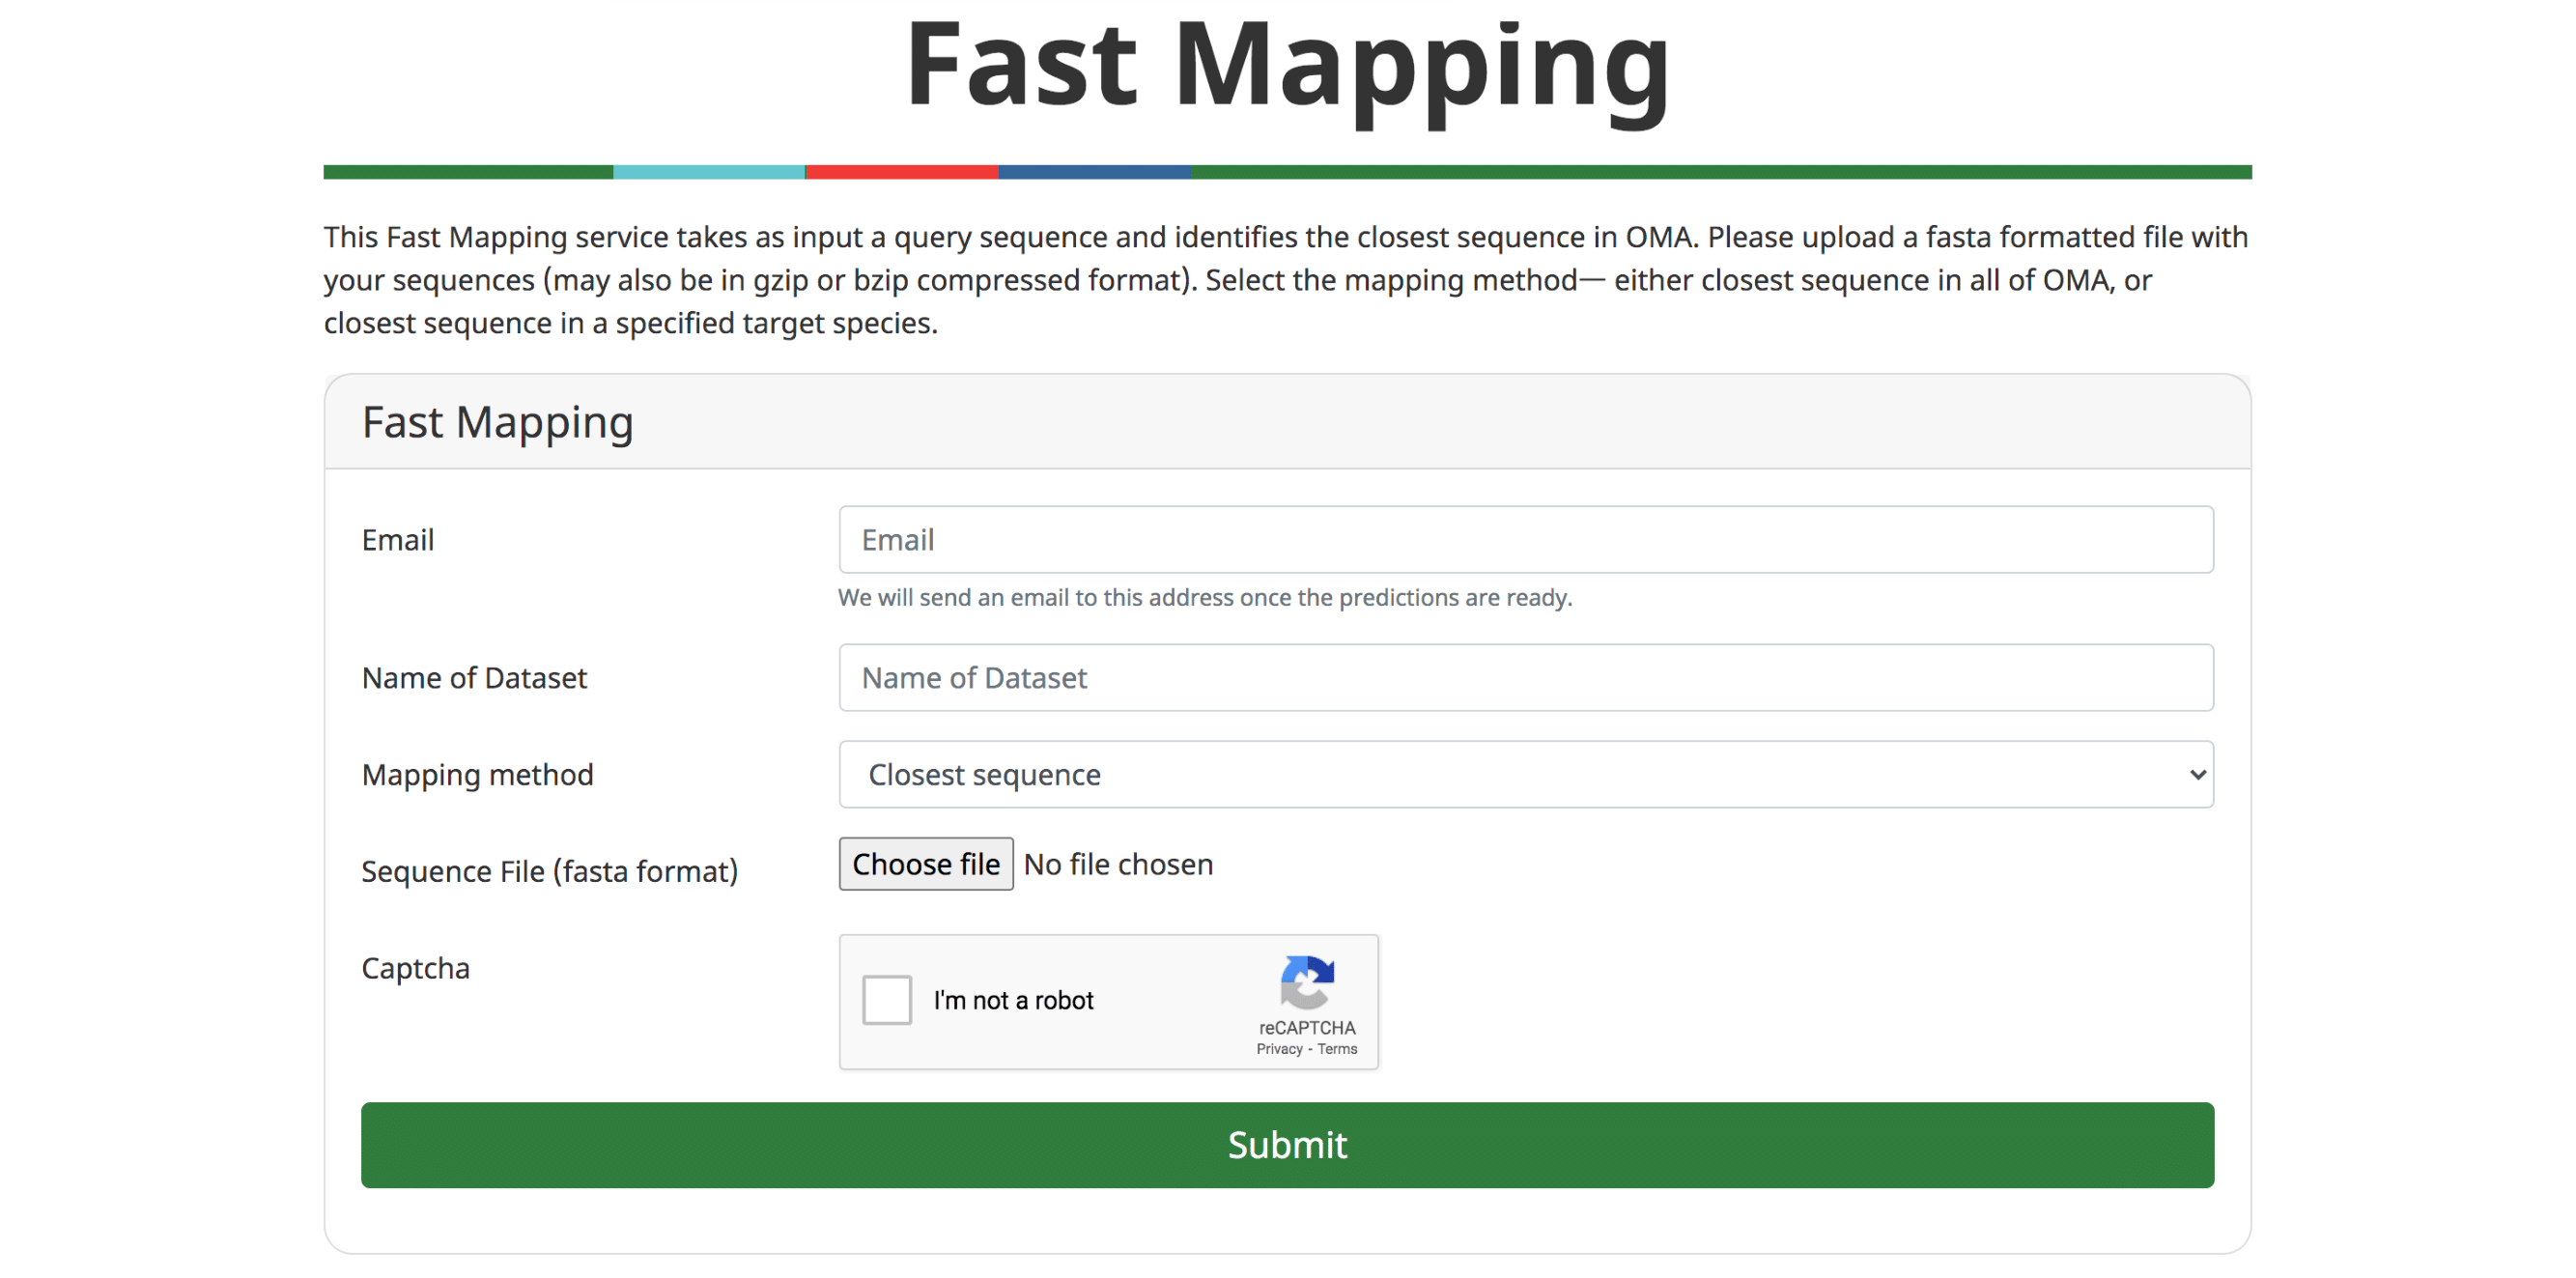 Fast Mapping
This Fast Mapping service takes as input a query sequence and identifies the closest sequence in OMA. Please upload a fasta formatted file with
your sequences (may also be in gzip or bzip compressed format). Select the mapping method— either closest sequence in all of OMA, or
closest sequence in a specified target species.
Fast Mapping
Email
Email
We will send an email to this address once the predictions are ready.
Name of Dataset
Name of Dataset
Mapping method
Closest sequence
Sequence File (fasta format)
Choose file No file chosen
Captcha
I'm not a robot
reCAPTCHA
Privacy - Terms
Submit